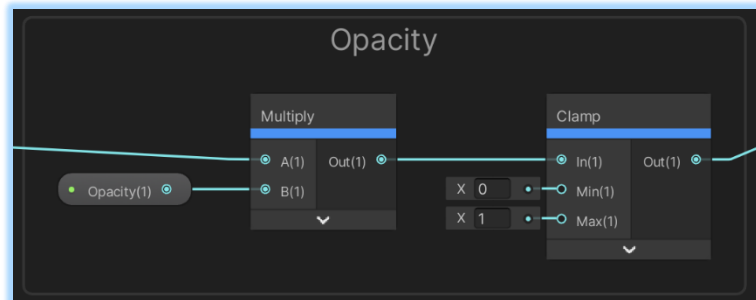 Opacity
Multiply
A(1) Out(1)
Opacity(1)
B(1)
Clamp
In(1) Out(1)
X 0
Min(1)
X 1
Max(1)